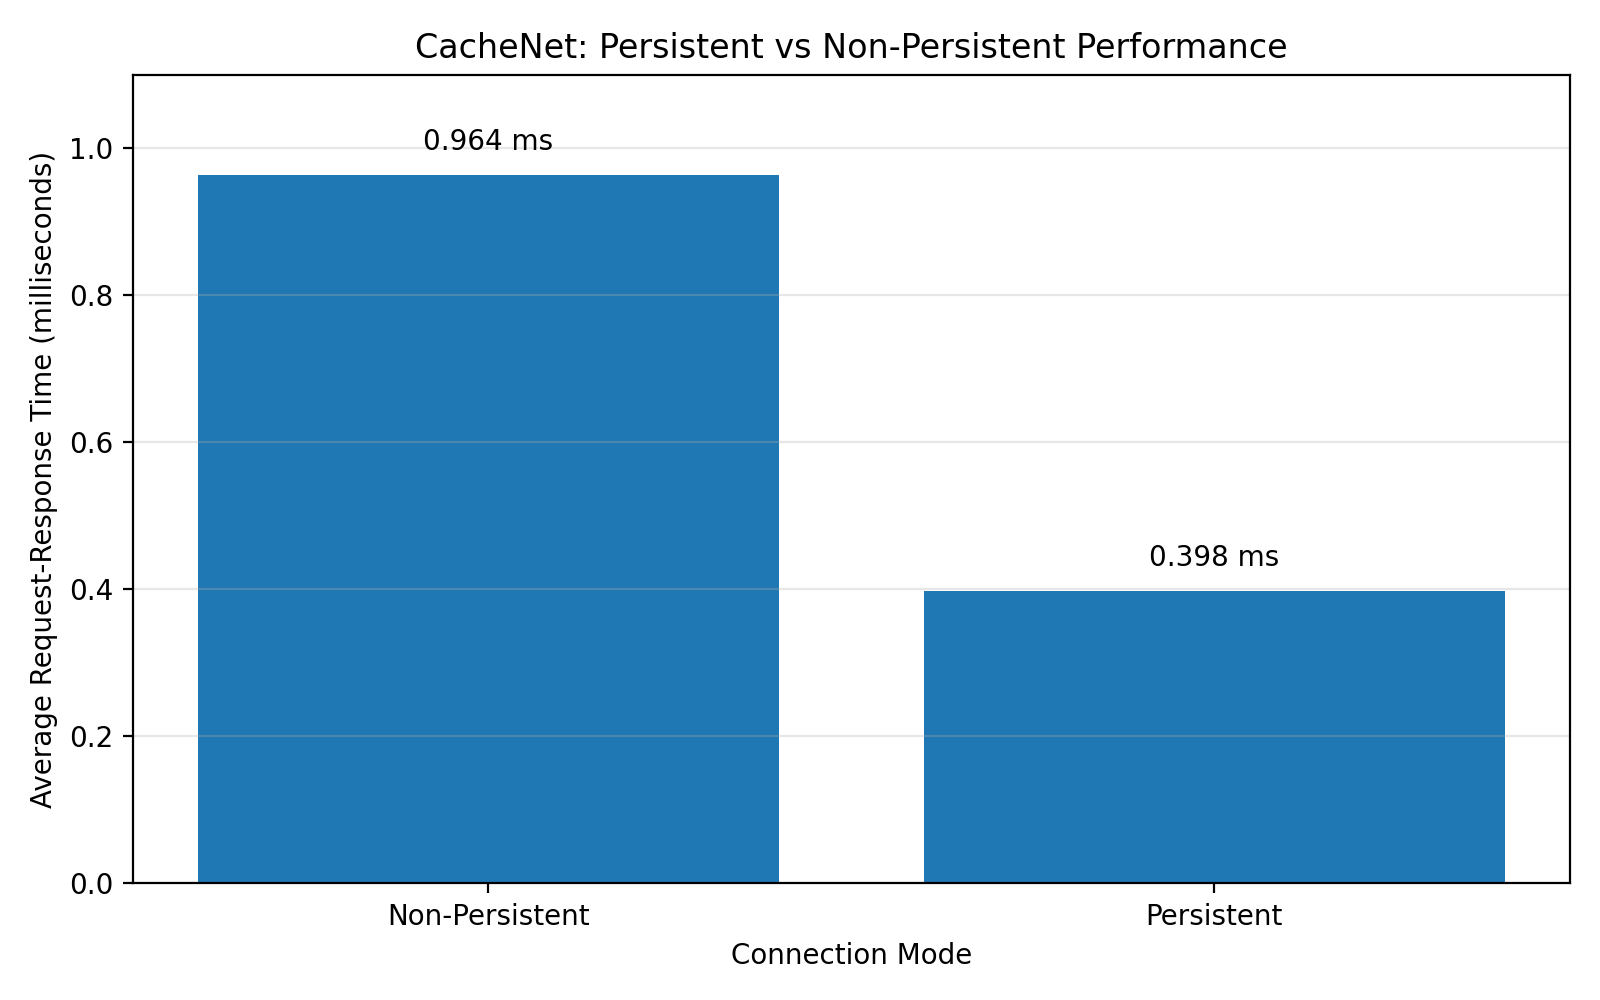 CacheNet: Persistent vs Non-Persistent Performance
Average Request-Response Time (milliseconds)
1.0
0.8
0.6
0.4
0.2
0.0
0.964 ms
0.398 ms
Non-Persistent
Persistent
Connection Mode